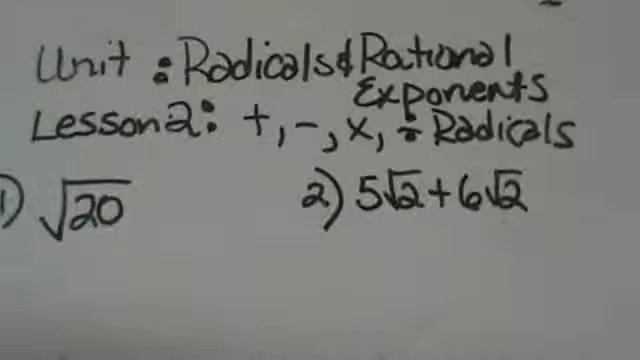 Unit : Radicals & Rational
Exponents
Lesson 2: +, -, x, ÷ Radicals
1) √20 2) 5√2 + 6√2